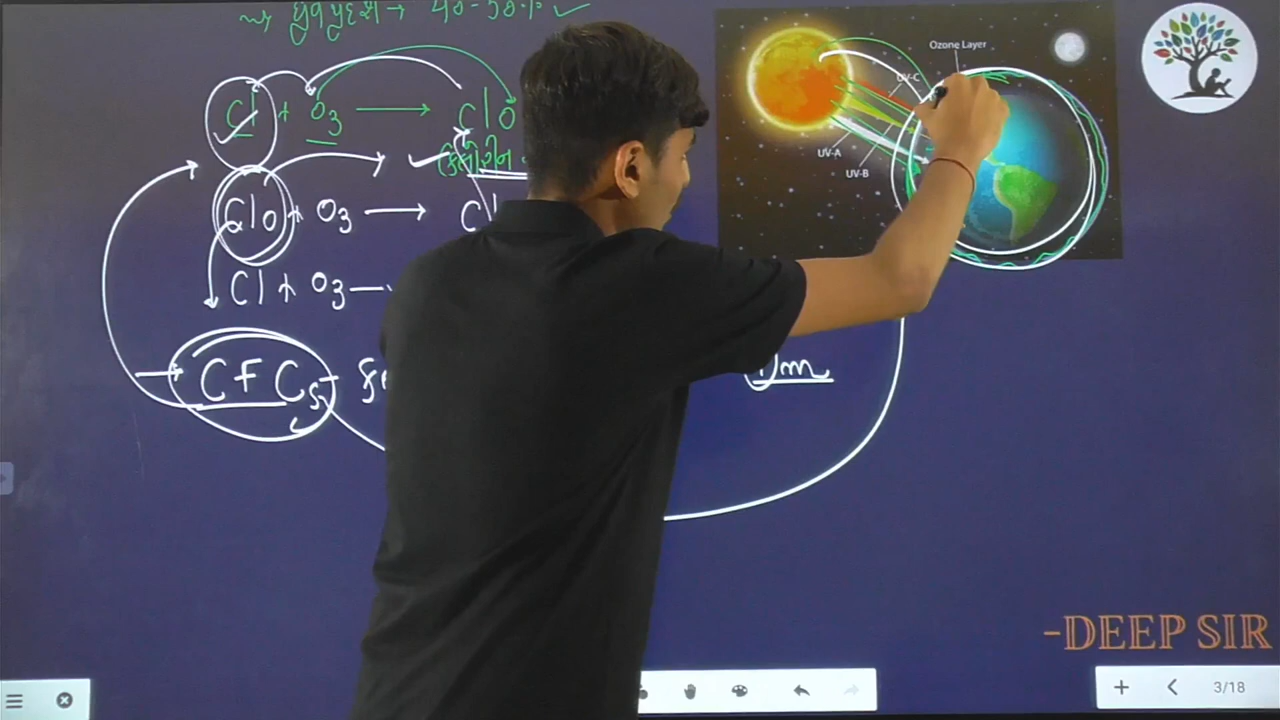 ધ્રુવ પ્રદેશ → 40-50% ✓
Cl + O3 → ClO
ક્લોરીન
ClO + O3 → Cl
Cl + O3 —
→ CFCs -
Dm
Ozone Layer
UV-C
UV-A
UV-B
-DEEP SIR
3/18